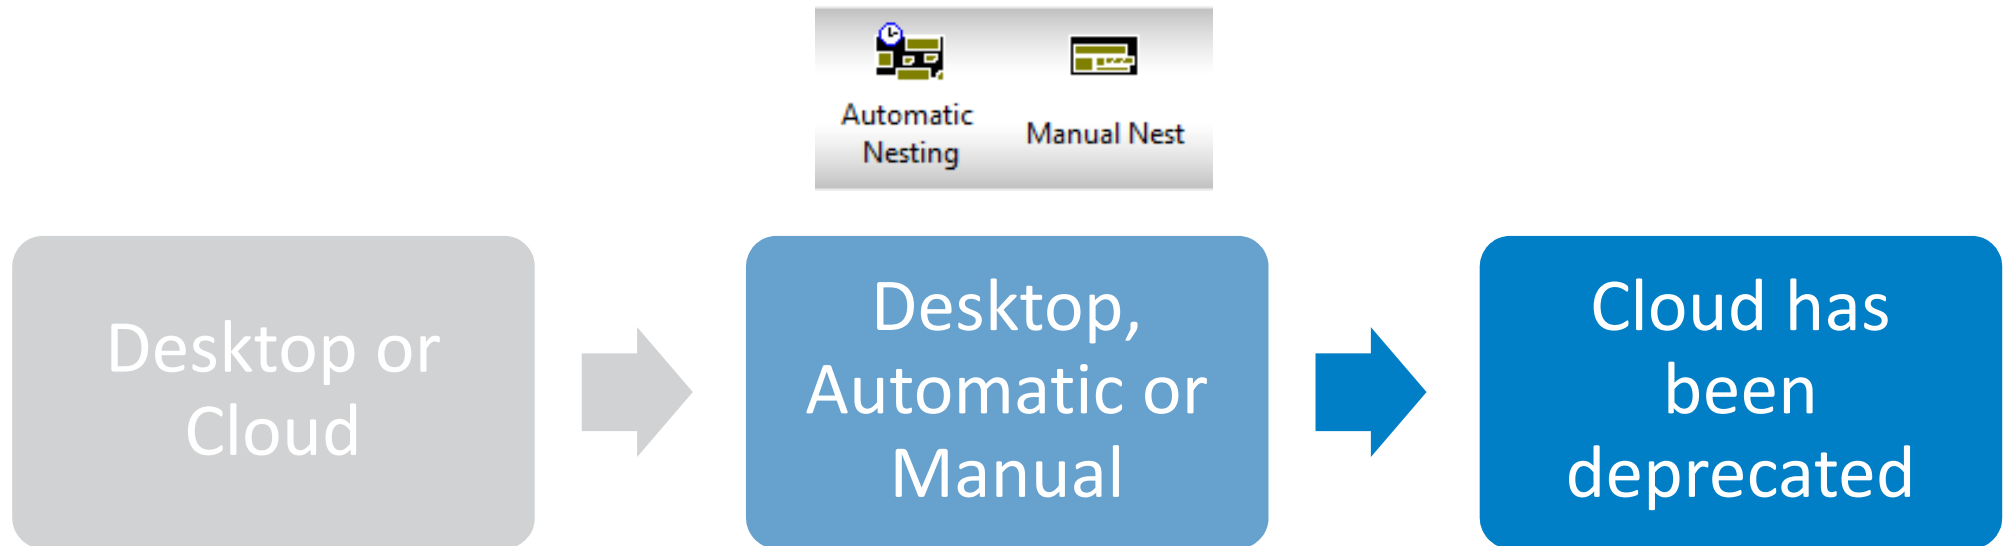 Automatic
Nesting
Manual Nest
Desktop or
Cloud
Desktop,
Automatic or
Manual
Cloud has
been
deprecated